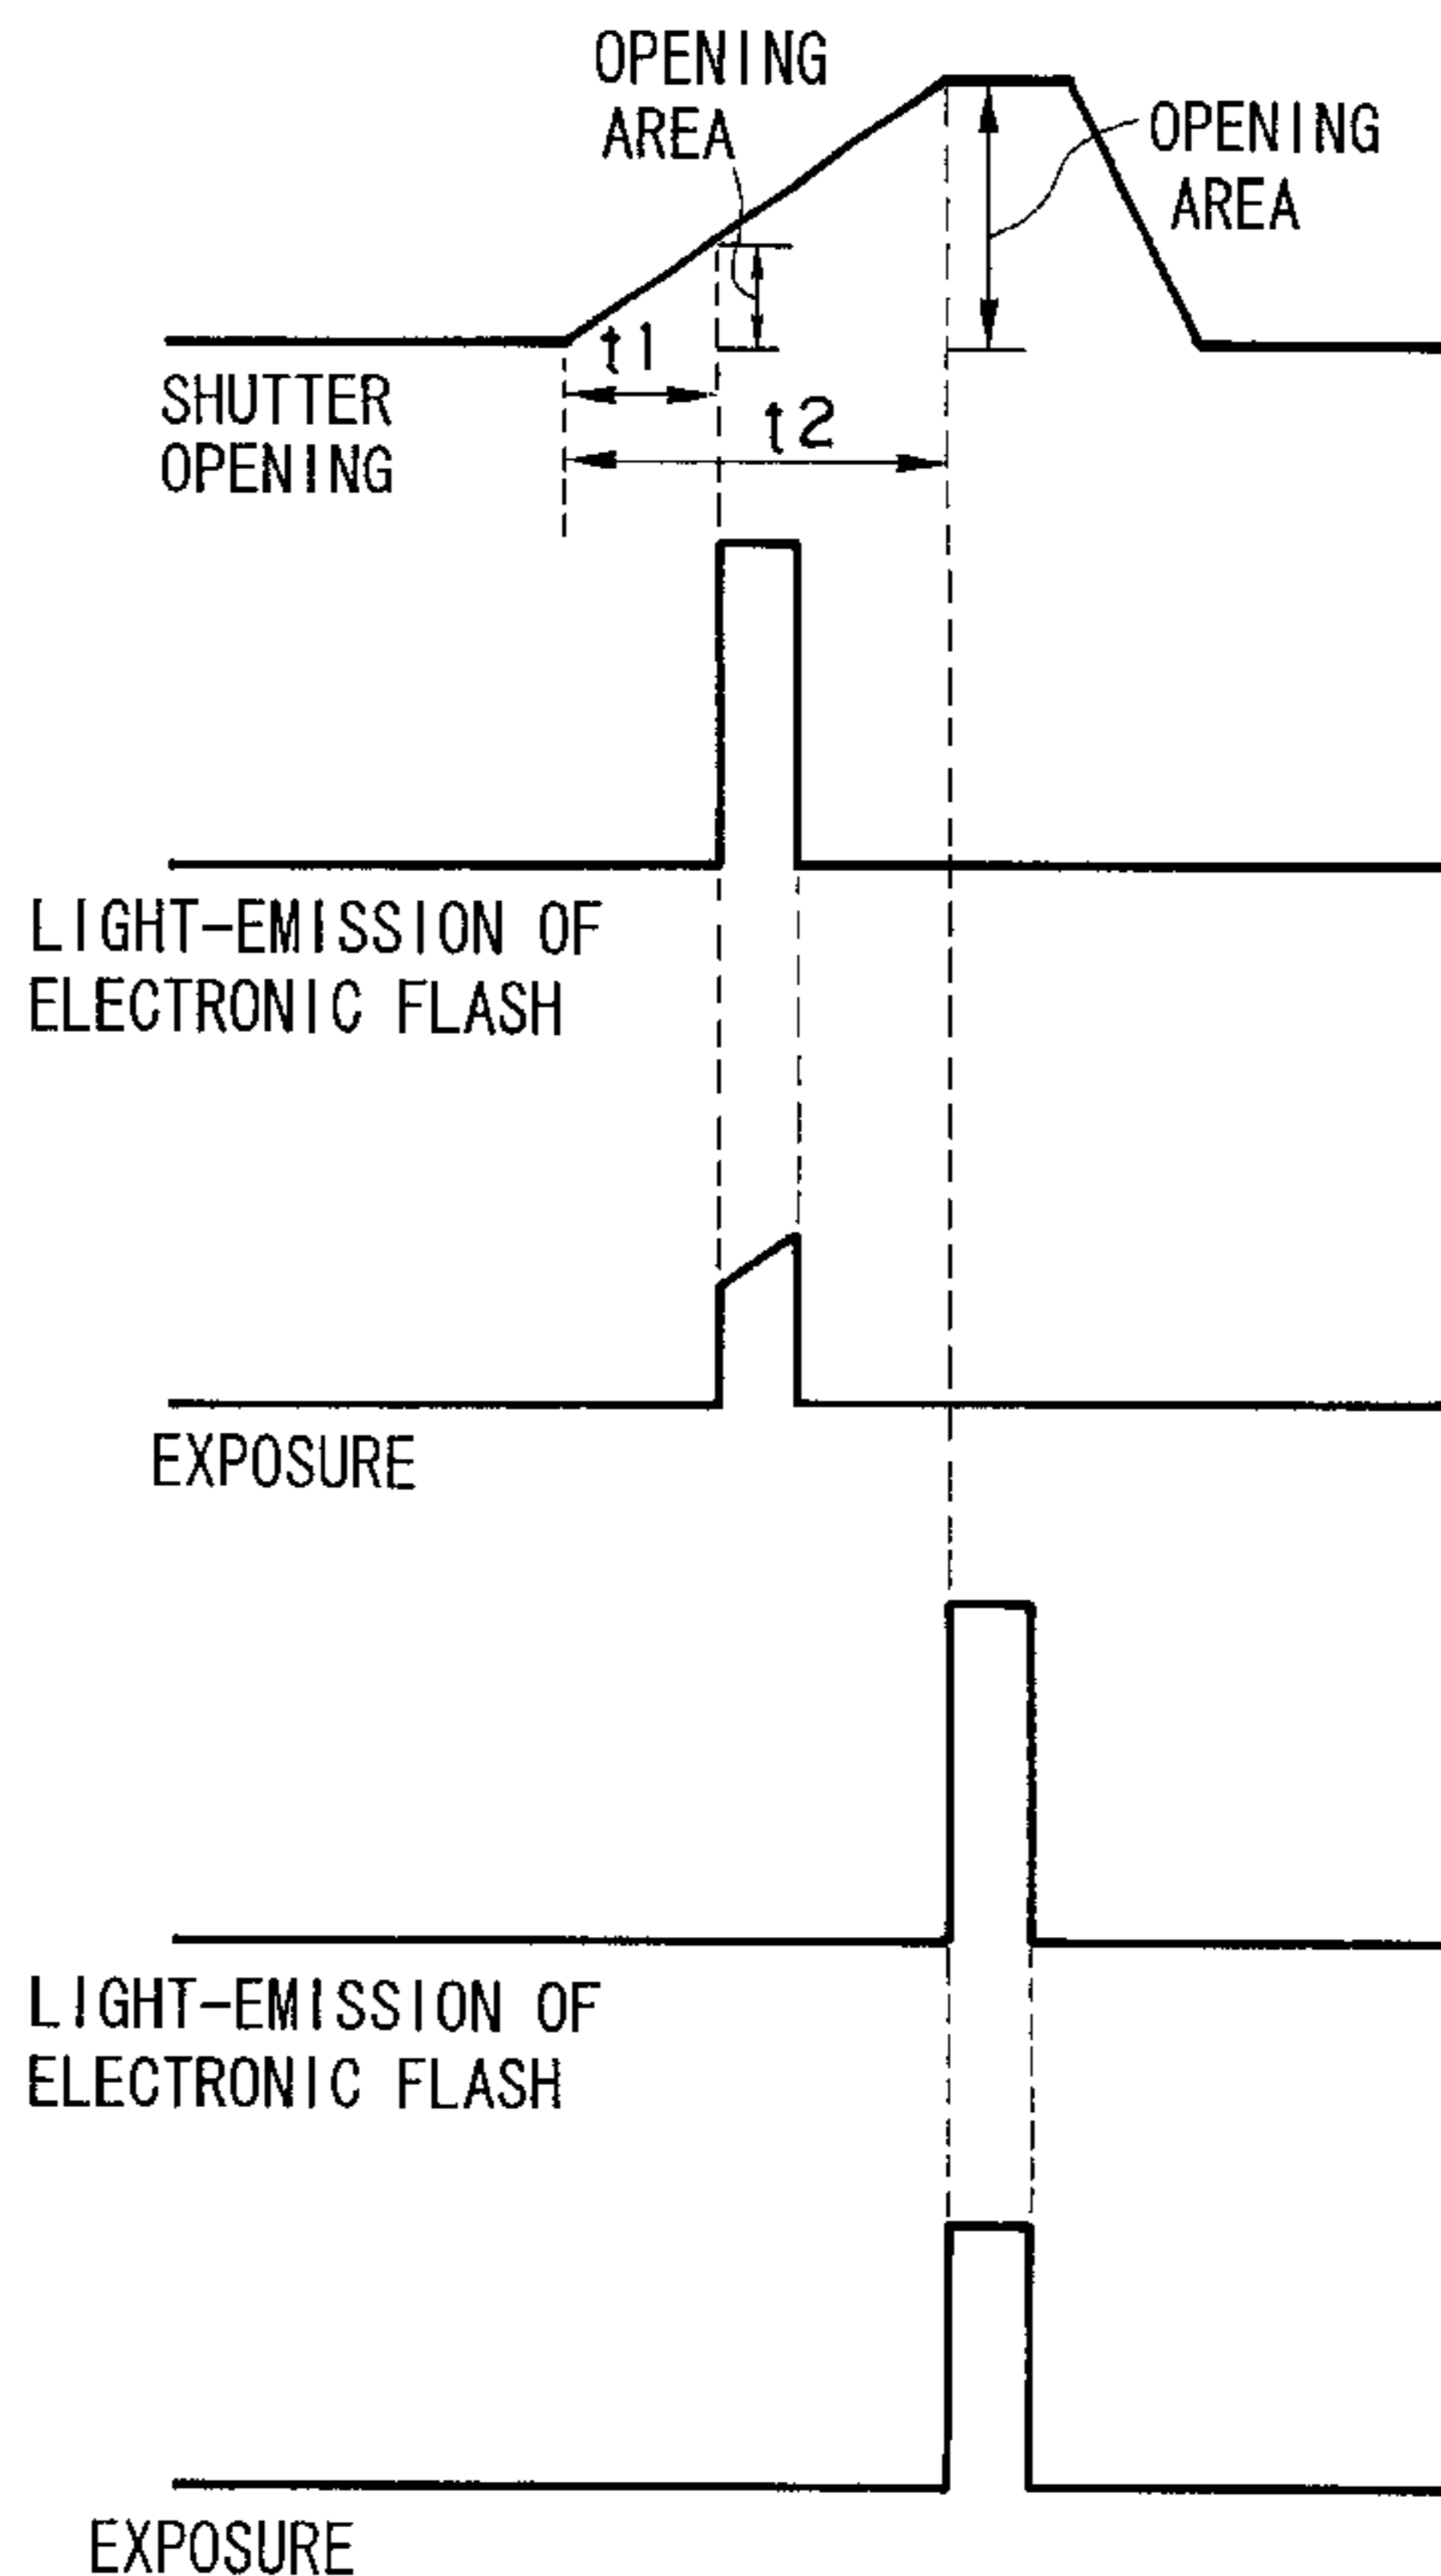 OPENING
AREA
OPENING
AREA
t1
SHUTTER
OPENING
t2
LIGHT-EMISSION OF
ELECTRONIC FLASH
EXPOSURE
LIGHT-EMISSION OF
ELECTRONIC FLASH
EXPOSURE